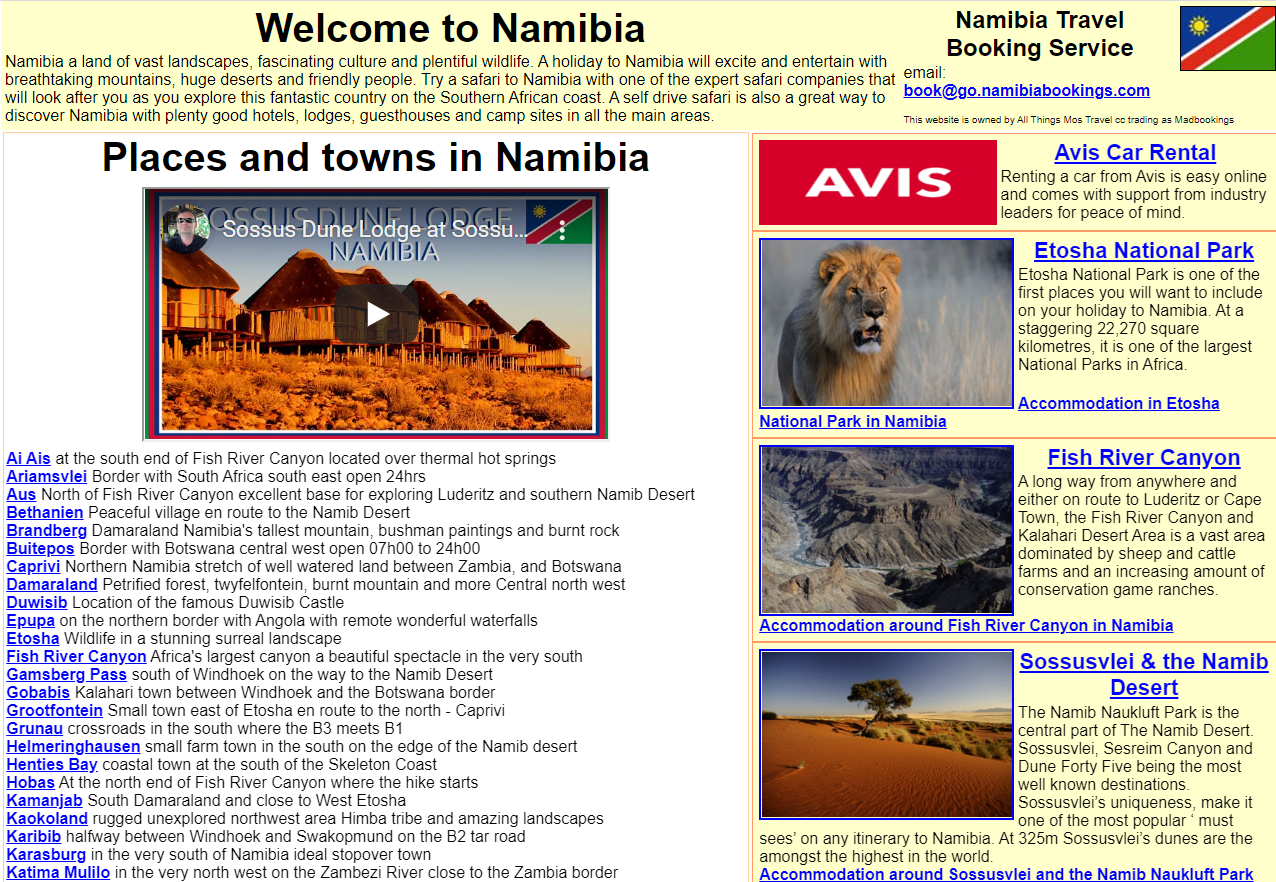 Welcome to Namibia
Namibia a land of vast landscapes, fascinating culture and plentiful wildlife. A holiday to Namibia will excite and entertain with
breathtaking mountains, huge deserts and friendly people. Try a safari to Namibia with one of the expert safari companies that
will look after you as you explore this fantastic country on the Southern African coast. A self drive safari is also a great way to
discover Namibia with plenty good hotels, lodges, guesthouses and camp sites in all the main areas.
Namibia Travel
Booking Service
email:
book@go.namibiabookings.com
This website is owned by All Things Mos Travel cc trading as Madbookings
Places and towns in Namibia
SOSSUS DUNE LODGE
Sossus Dune Lodge at Sossu...
NAMIBIA
Ai Ais at the south end of Fish River Canyon located over thermal hot springs
Ariamsvlei Border with South Africa south east open 24hrs
Aus North of Fish River Canyon excellent base for exploring Luderitz and southern Namib Desert
Bethanien Peaceful village en route to the Namib Desert
Brandberg Damaraland Namibia's tallest mountain, bushman paintings and burnt rock
Buitepos Border with Botswana central west open 07h00 to 24h00
Caprivi Northern Namibia stretch of well watered land between Zambia, and Botswana
Damaraland Petrified forest, twyfelfontein, burnt mountain and more Central north west
Duwisib Location of the famous Duwisib Castle
Epupa on the northern border with Angola with remote wonderful waterfalls
Etosha Wildlife in a stunning surreal landscape
Fish River Canyon Africa's largest canyon a beautiful spectacle in the very south
Gamsberg Pass south of Windhoek on the way to the Namib Desert
Gobabis Kalahari town between Windhoek and the Botswana border
Grootfontein Small town east of Etosha en route to the north - Caprivi
Grunau crossroads in the south where the B3 meets B1
Helmeringhausen small farm town in the south on the edge of the Namib desert
Henties Bay coastal town at the south of the Skeleton Coast
Hobas At the north end of Fish River Canyon where the hike starts
Kamanjab South Damaraland and close to West Etosha
Kaokoland rugged unexplored northwest area Himba tribe and amazing landscapes
Karibib halfway between Windhoek and Swakopmund on the B2 tar road
Karasburg in the very south of Namibia ideal stopover town
Katima Mulilo in the very north west on the Zambezi River close to the Zambia border
AVIS
Avis Car Rental
Renting a car from Avis is easy online
and comes with support from industry
leaders for peace of mind.
Etosha National Park
Etosha National Park is one of the
first places you will want to include
on your holiday to Namibia. At a
staggering 22,270 square
kilometres, it is one of the largest
National Parks in Africa.
Accommodation in Etosha
National Park in Namibia
Fish River Canyon
A long way from anywhere and
either on route to Luderitz or Cape
Town, the Fish River Canyon and
Kalahari Desert Area is a vast area
dominated by sheep and cattle
farms and an increasing amount of
conservation game ranches.
Accommodation around Fish River Canyon in Namibia
Sossusvlei & the Namib
Desert
The Namib Naukluft Park is the
central part of The Namib Desert.
Sossusvlei, Sesreim Canyon and
Dune Forty Five being the most
well known destinations.
Sossusvlei’s uniqueness, make it
one of the most popular ‘ must
sees’ on any itinerary to Namibia. At 325m Sossusvlei’s dunes are the
amongst the highest in the world.
Accommodation around Sossusvlei and the Namib Naukluft Park